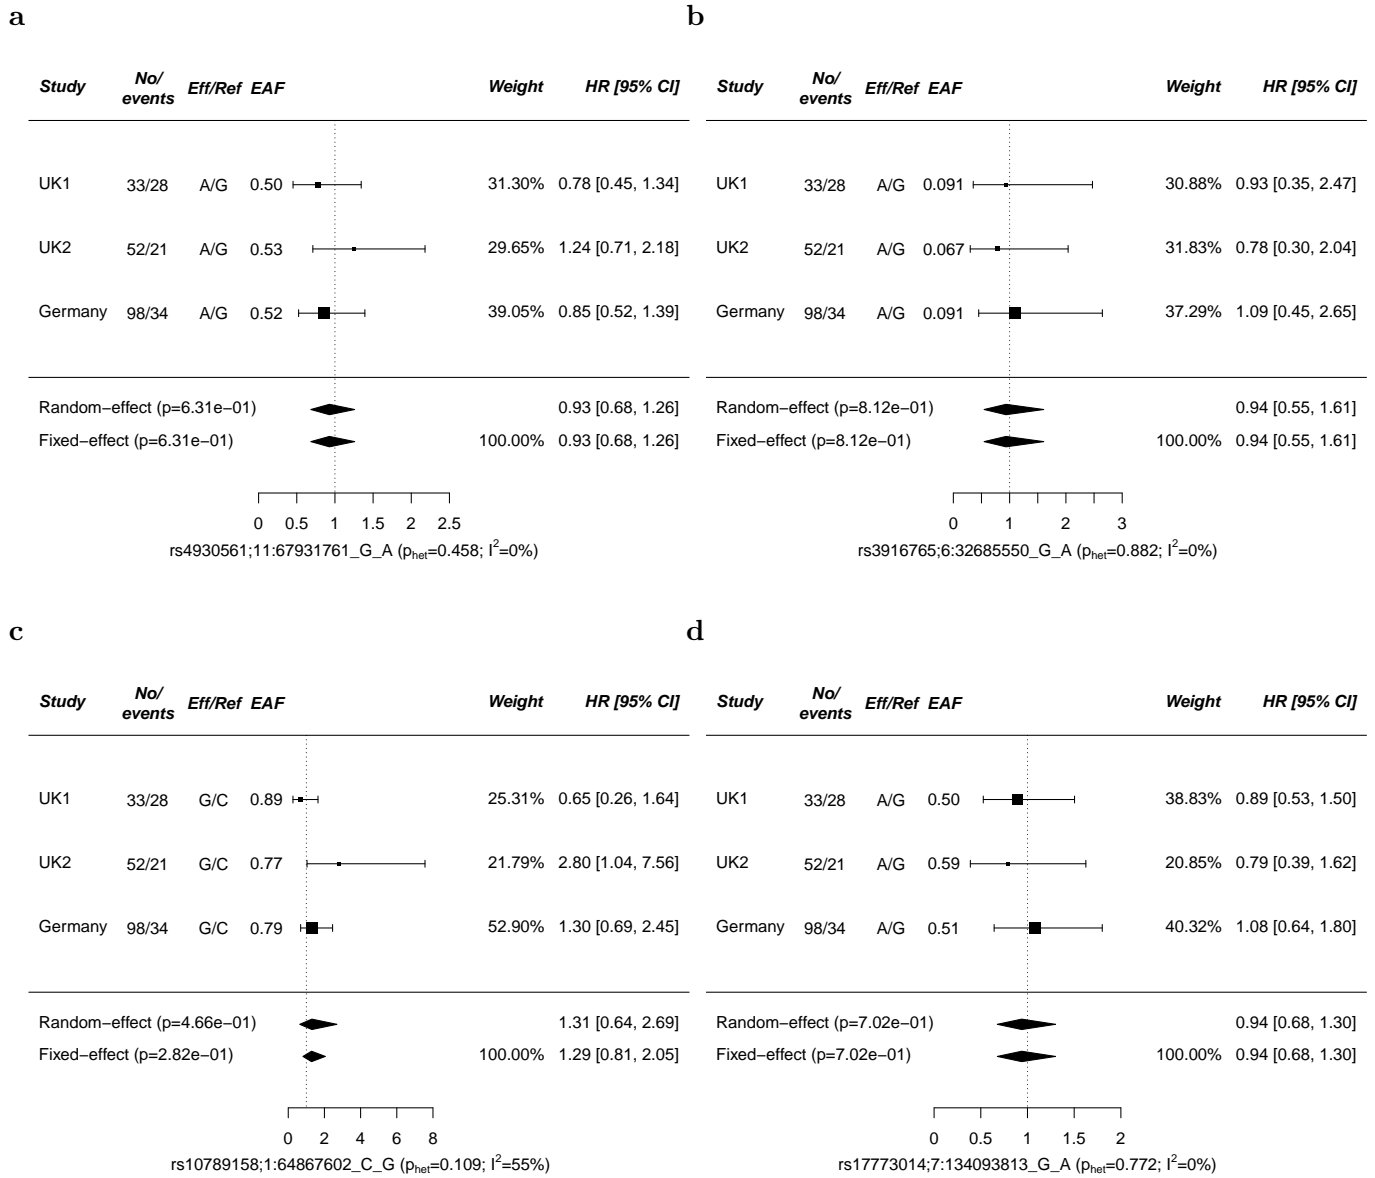 a
Study No/events Eff/Ref EAF Weight HR [95% CI]
UK1 33/28 A/G 0.50 31.30% 0.78 [0.45, 1.34]
UK2 52/21 A/G 0.53 29.65% 1.24 [0.71, 2.18]
Germany 98/34 A/G 0.52 39.05% 0.85 [0.52, 1.39]
Random−effect (p=6.31e−01) 0.93 [0.68, 1.26]
Fixed−effect (p=6.31e−01) 100.00% 0.93 [0.68, 1.26]
0 0.5 1 1.5 2 2.5
rs4930561;11:67931761_G_A (phet=0.458; I2=0%)
b
Study No/events Eff/Ref EAF Weight HR [95% CI]
UK1 33/28 A/G 0.091 30.88% 0.93 [0.35, 2.47]
UK2 52/21 A/G 0.067 31.83% 0.78 [0.30, 2.04]
Germany 98/34 A/G 0.091 37.29% 1.09 [0.45, 2.65]
Random−effect (p=8.12e−01) 0.94 [0.55, 1.61]
Fixed−effect (p=8.12e−01) 100.00% 0.94 [0.55, 1.61]
0 1 2 3
rs3916765;6:32685550_G_A (phet=0.882; I2=0%)
c
Study No/events Eff/Ref EAF Weight HR [95% CI]
UK1 33/28 G/C 0.89 25.31% 0.65 [0.26, 1.64]
UK2 52/21 G/C 0.77 21.79% 2.80 [1.04, 7.56]
Germany 98/34 G/C 0.79 52.90% 1.30 [0.69, 2.45]
Random−effect (p=4.66e−01) 1.31 [0.64, 2.69]
Fixed−effect (p=2.82e−01) 100.00% 1.29 [0.81, 2.05]
0 2 4 6 8
rs10789158;1:64867602_C_G (phet=0.109; I2=55%)
d
Study No/events Eff/Ref EAF Weight HR [95% CI]
UK1 33/28 A/G 0.50 38.83% 0.89 [0.53, 1.50]
UK2 52/21 A/G 0.59 20.85% 0.79 [0.39, 1.62]
Germany 98/34 A/G 0.51 40.32% 1.08 [0.64, 1.80]
Random−effect (p=7.02e−01) 0.94 [0.68, 1.30]
Fixed−effect (p=7.02e−01) 100.00% 0.94 [0.68, 1.30]
0 0.5 1 1.5 2
rs17773014;7:134093813_G_A (phet=0.772; I2=0%)